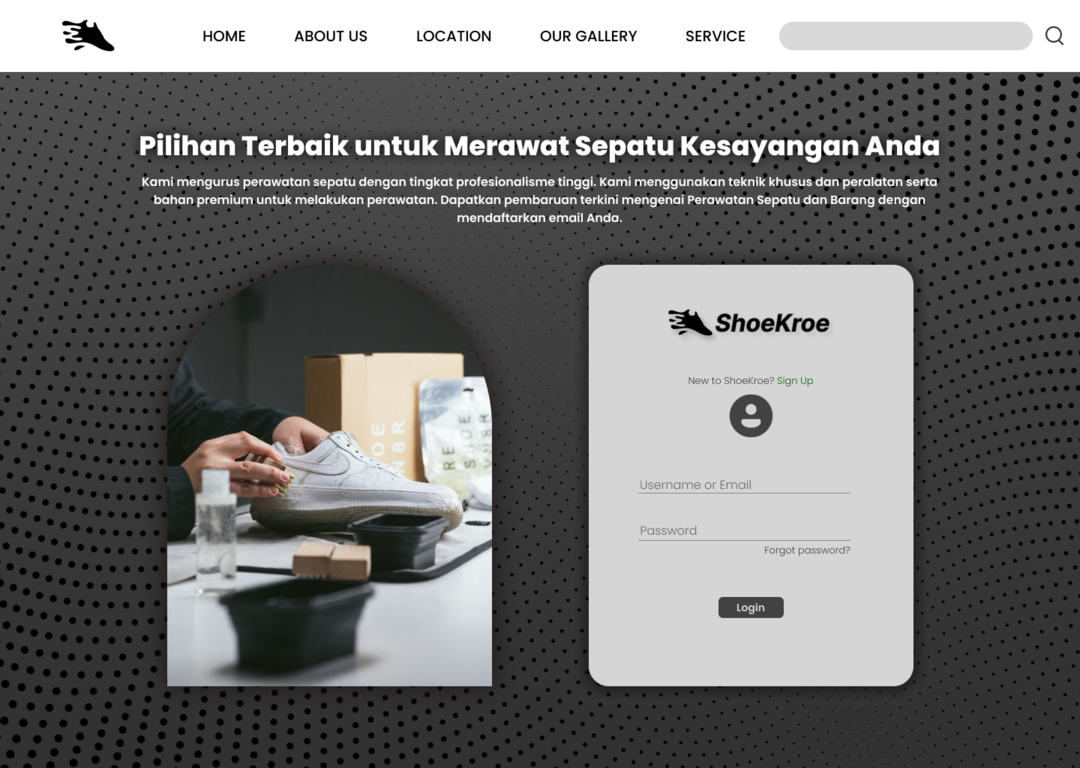 HOME ABOUT US LOCATION OUR GALLERY SERVICE
Pilihan Terbaik untuk Merawat Sepatu Kesayangan Anda
Kami mengurus perawatan sepatu dengan tingkat profesionalisme tinggi. Kami menggunakan teknik khusus dan peralatan serta
bahan premium untuk melakukan perawatan. Dapatkan pembaruan terkini mengenai Perawatan Sepatu dan Barang dengan
mendaftarkan email Anda.
ShoeKroe
New to ShoeKroe? Sign Up
Username or Email
Password
Forgot password?
Login